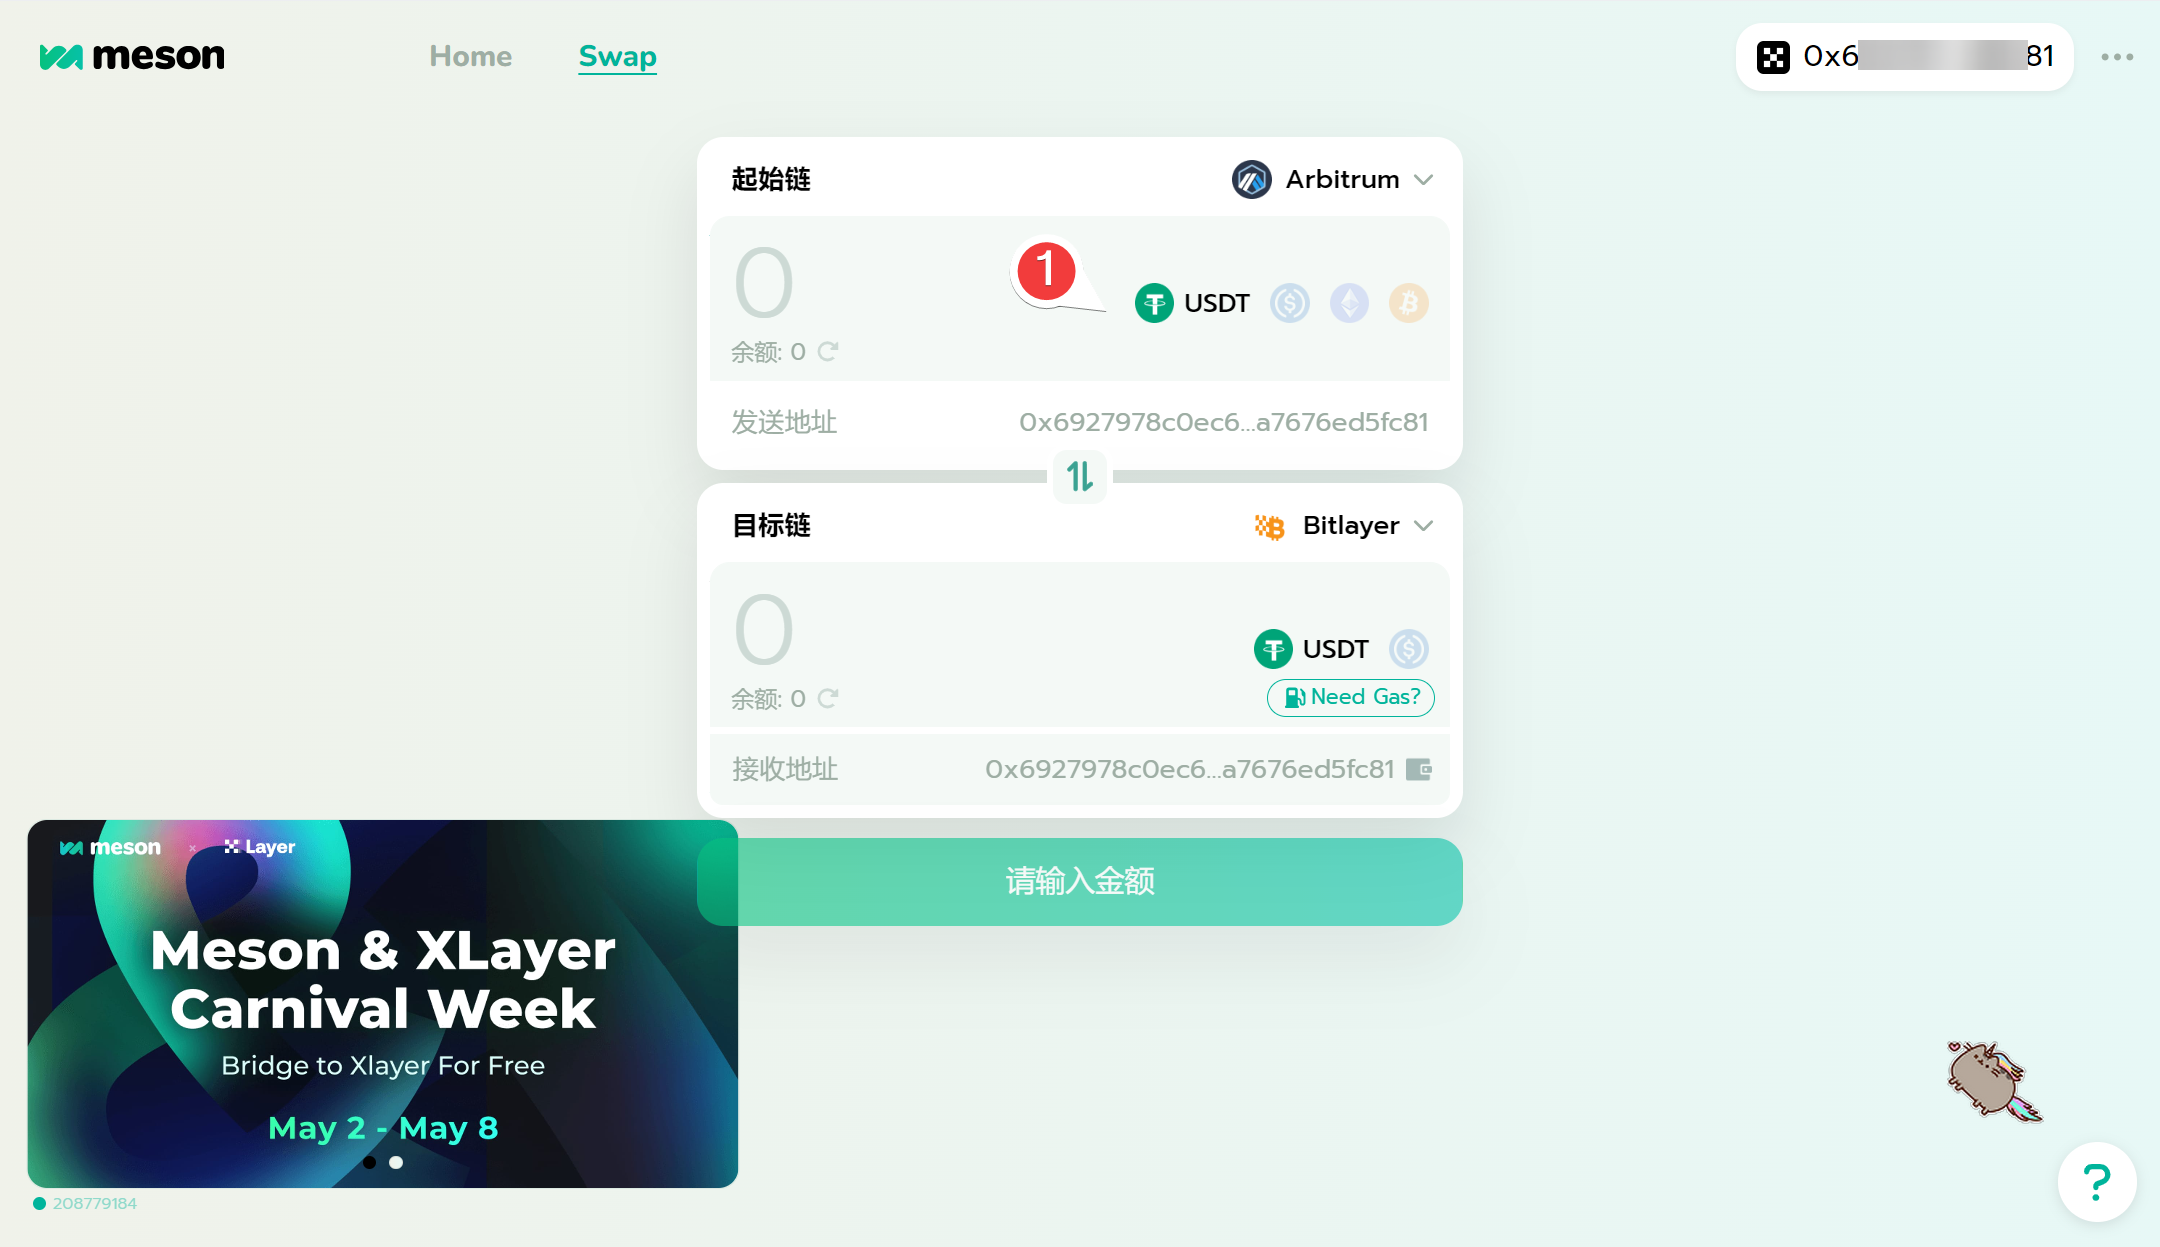 meson
Home
Swap
0x6 81
起始链
Arbitrum
0
1
USDT
余额: 0
发送地址
0x6927978c0ec6...a7676ed5fc81
目标链
Bitlayer
0
USDT
余额: 0
Need Gas?
接收地址
0x6927978c0ec6...a7676ed5fc81
请输入金额
meson × Layer
Meson & XLayer
Carnival Week
Bridge to Xlayer For Free
May 2 - May 8
208779184
?